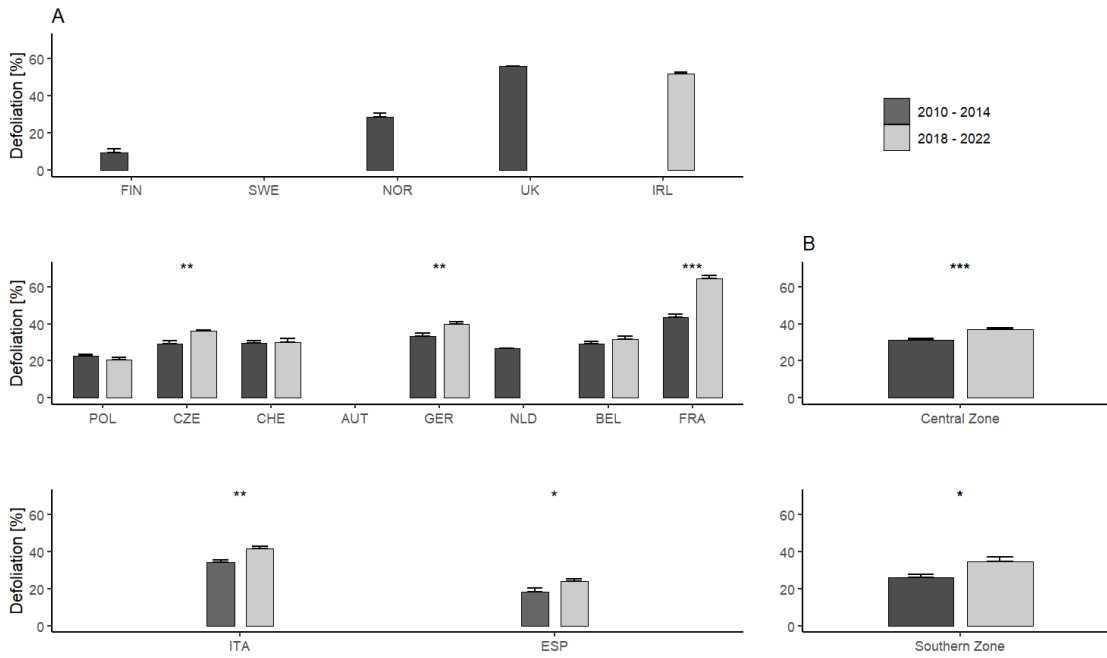 A
Defoliation [%]
60
40
20
0
FIN SWE NOR UK IRL
2010 - 2014
2018 - 2022
** ** ***
Defoliation [%]
60
40
20
0
POL CZE CHE AUT GER NLD BEL FRA
B
***
60
40
20
0
Central Zone
** *
Defoliation [%]
60
40
20
0
ITA ESP
*
60
40
20
0
Southern Zone